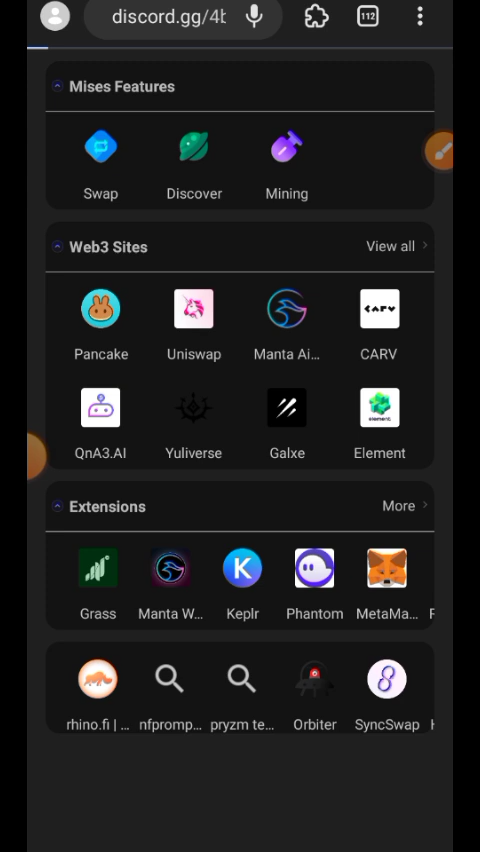 discord.gg/4b
112
Mises Features
Swap Discover Mining
Web3 Sites View all
Pancake Uniswap Manta Ai... CARV
QnA3.AI Yuliverse Galxe Element
Extensions More
Grass Manta W... Keplr Phantom MetaMa...
rhino.fi | ... nfpromp... pryzm te... Orbiter SyncSwap